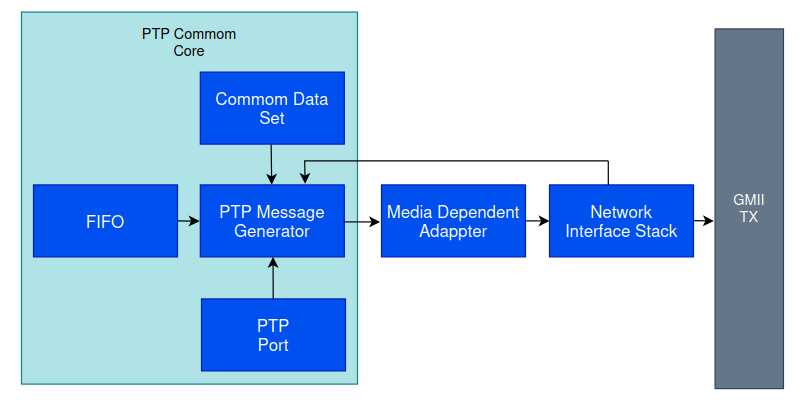 PTP Commom
Core
Commom Data
Set
FIFO
PTP Message
Generator
Media Dependent
Adappter
Network
Interface Stack
GMII
TX
PTP
Port